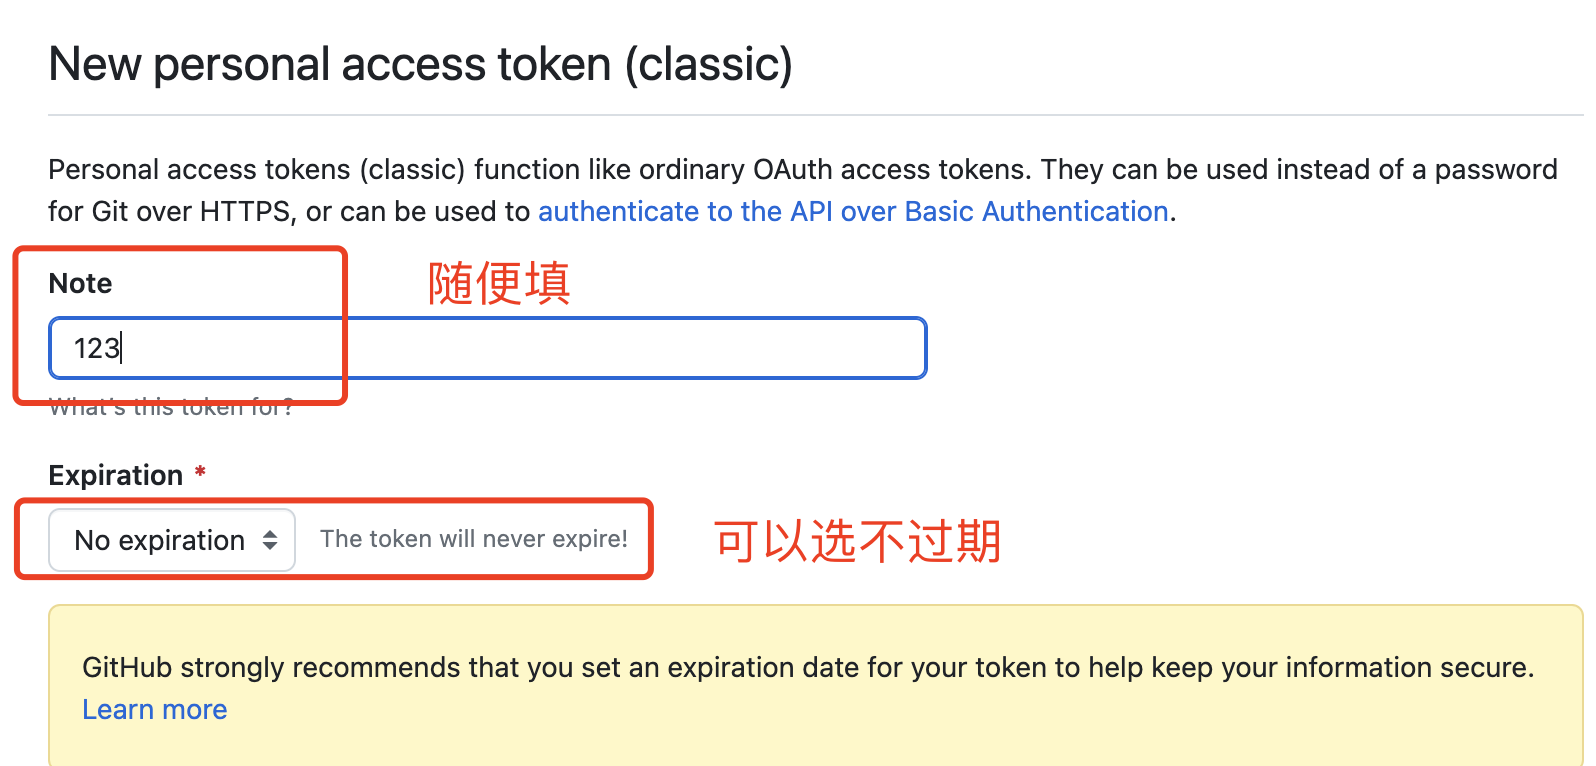 New personal access token (classic)
Personal access tokens (classic) function like ordinary OAuth access tokens. They can be used instead of a password
for Git over HTTPS, or can be used to authenticate to the API over Basic Authentication.
Note
随便填
123
What's this token for?
Expiration *
No expiration
The token will never expire!
可以选不过期
GitHub strongly recommends that you set an expiration date for your token to help keep your information secure.
Learn more